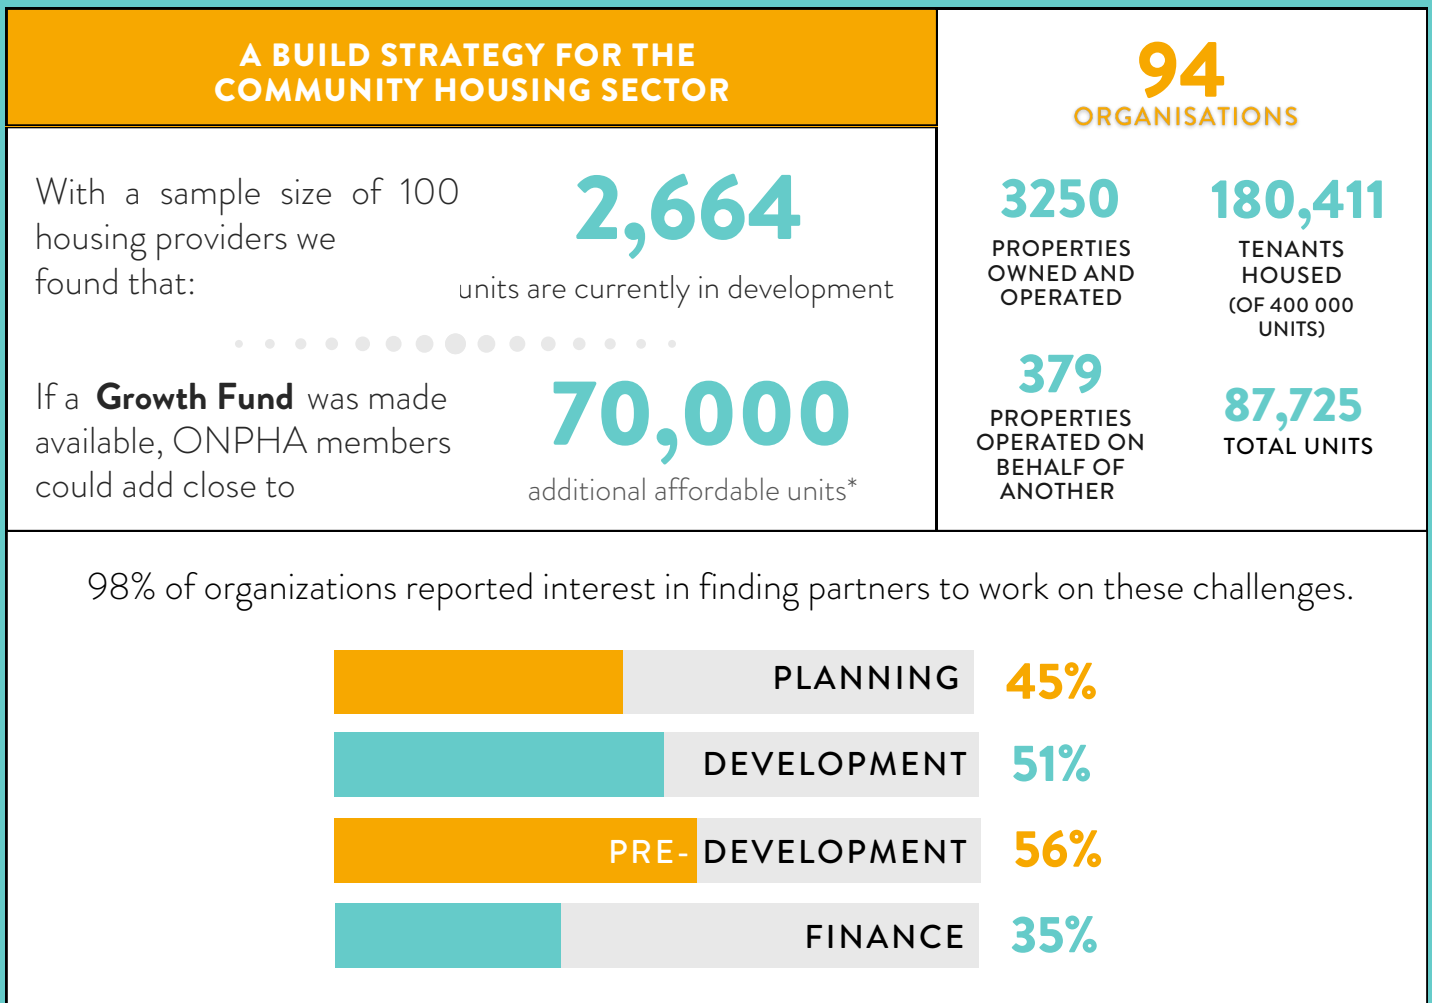 A BUILD STRATEGY FOR THE
COMMUNITY HOUSING SECTOR
With a sample size of 100
housing providers we
found that:
2,664
units are currently in development
If a Growth Fund was made
available, ONPHA members
could add close to
70,000
additional affordable units*
94
ORGANISATIONS
3250
PROPERTIES
OWNED AND
OPERATED
180,411
TENANTS
HOUSED
(OF 400 000
UNITS)
379
PROPERTIES
OPERATED ON
BEHALF OF
ANOTHER
87,725
TOTAL UNITS
98% of organizations reported interest in finding partners to work on these challenges.
PLANNING 45%
DEVELOPMENT 51%
PRE-DEVELOPMENT 56%
FINANCE 35%